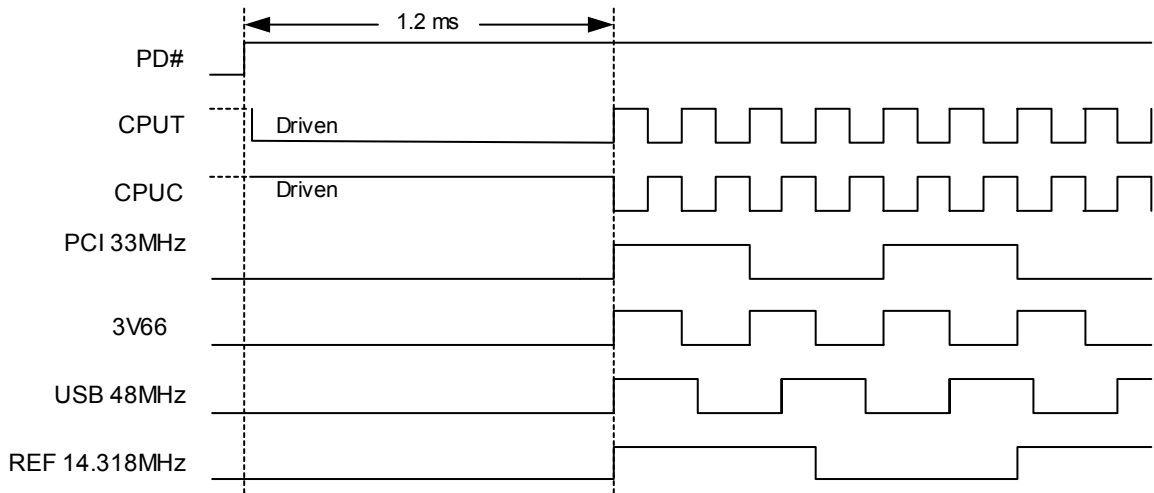 1.2 ms
PD#
CPUT
Driven
CPUC
Driven
PCI 33MHz
3V66
USB 48MHz
REF 14.318MHz